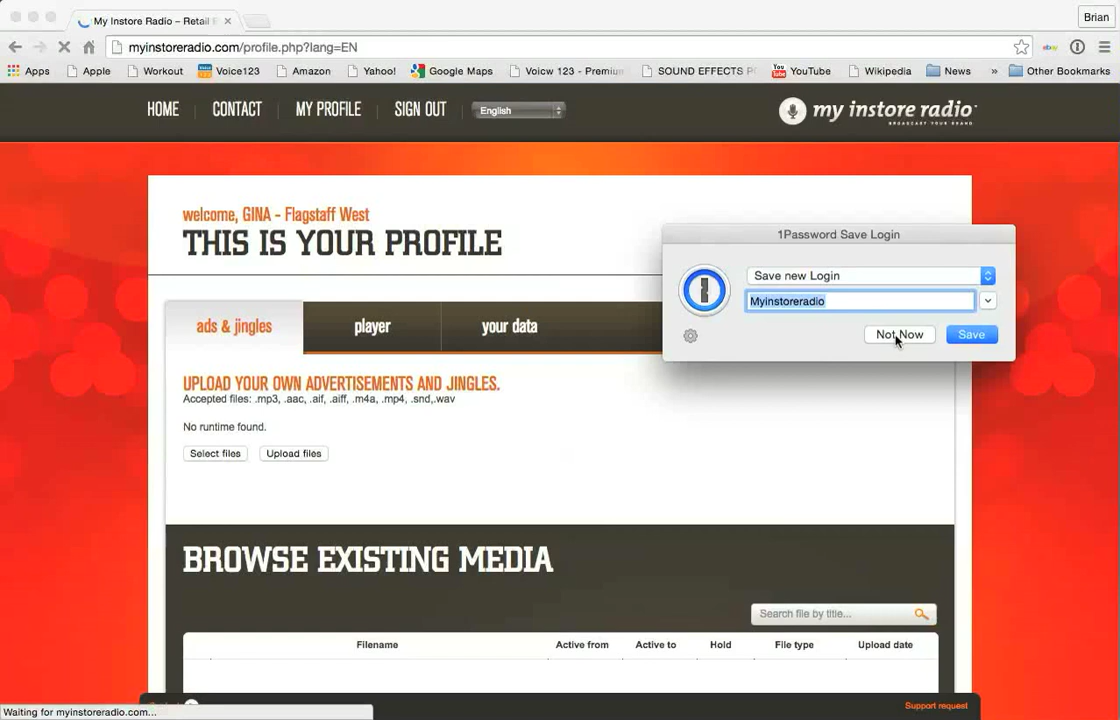 My Instore Radio – Retail
Brian
myinstoreradio.com/profile.php?lang=EN
Apps Apple Workout Voice123 Amazon Yahoo! Google Maps Voicw 123 - Premium SOUND EFFECTS YouTube Wikipedia News » Other Bookmarks
HOME CONTACT MY PROFILE SIGN OUT English
my instore radio
BROADCAST YOUR BRAND
welcome, GINA - Flagstaff West
THIS IS YOUR PROFILE
1Password Save Login
Save new Login
Myinstoreradio
Not Now Save
ads & jingles player your data
UPLOAD YOUR OWN ADVERTISEMENTS AND JINGLES.
Accepted files: .mp3, .aac, .aif, .aiff, .m4a, .mp4, .snd,.wav
No runtime found.
Select files Upload files
BROWSE EXISTING MEDIA
Search file by title...
Filename Active from Active to Hold File type Upload date
Support request
Waiting for myinstoreradio.com...